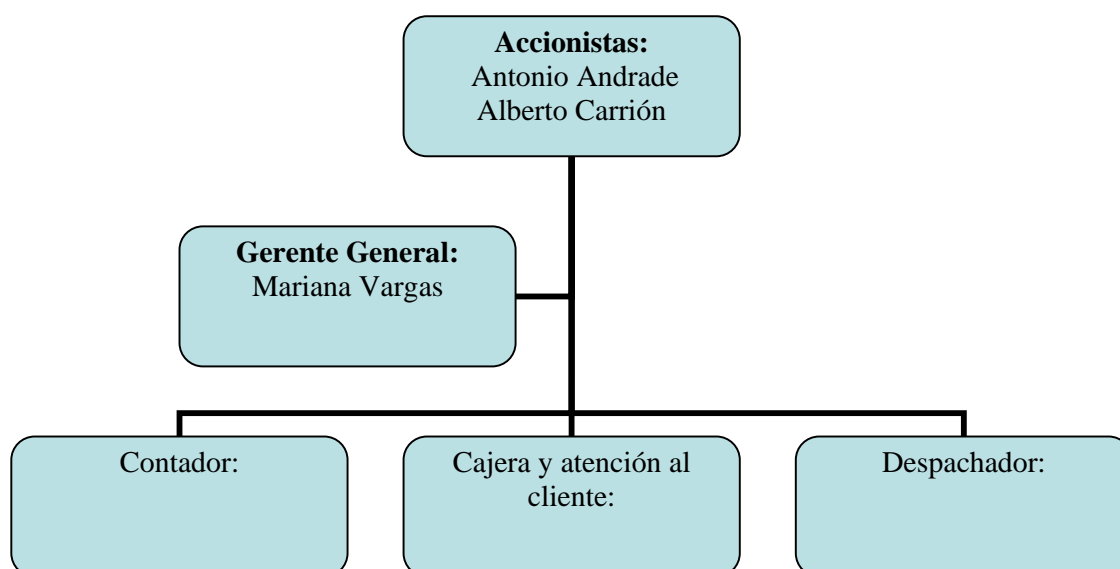 Accionistas:
Antonio Andrade
Alberto Carrión
Gerente General:
Mariana Vargas
Contador:
Cajera y atención al
cliente:
Despachador: